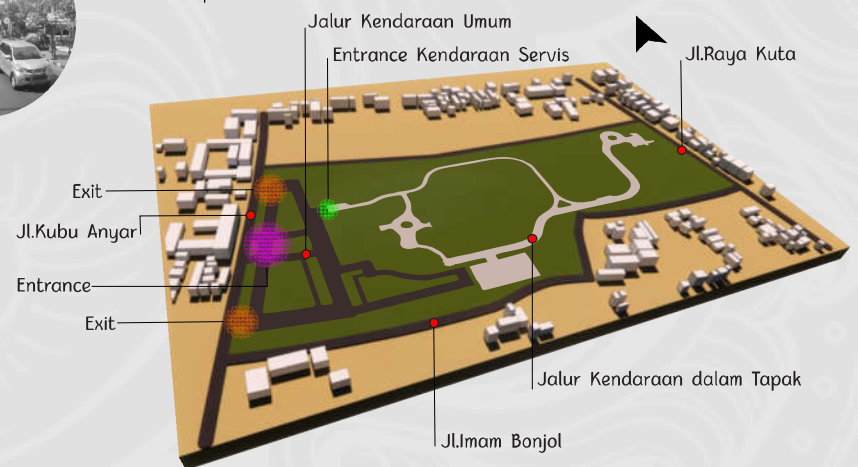 Jalur Kendaraan Umum
Entrance Kendaraan Servis
Jl.Raya Kuta
Exit
Jl.Kubu Anyar
Entrance
Exit
Jalur Kendaraan dalam Tapak
Jl.Imam Bonjol